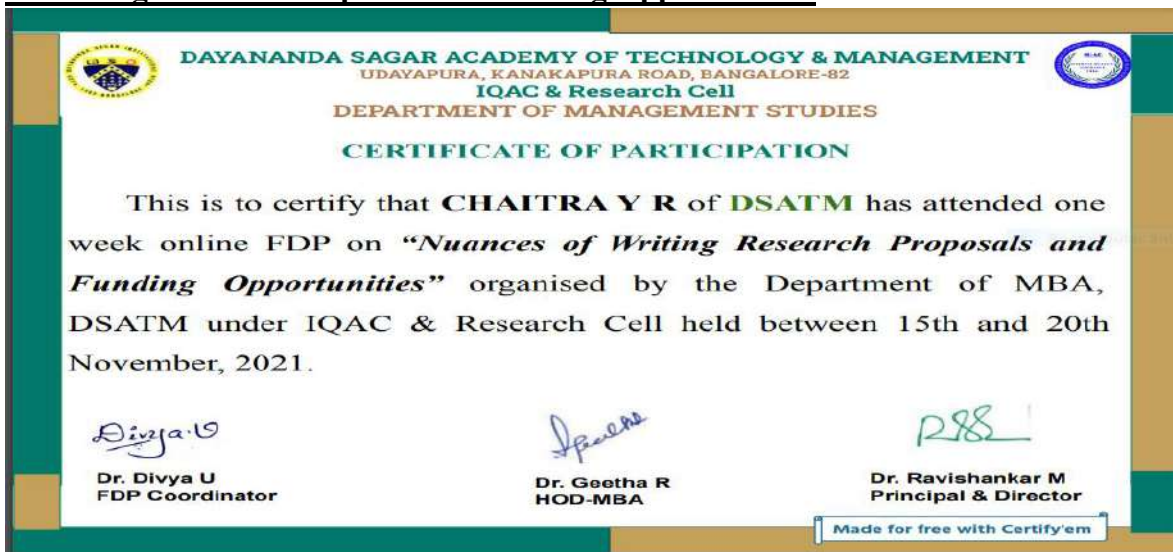 DAYANANDA SAGAR ACADEMY OF TECHNOLOGY & MANAGEMENT
UDAYAPURA, KANAKAPURA ROAD, BANGALORE-82
IQAC & Research Cell
DEPARTMENT OF MANAGEMENT STUDIES
CERTIFICATE OF PARTICIPATION
This is to certify that CHAITRA Y R of DSATM has attended one
week online FDP on “Nuances of Writing Research Proposals and
Funding Opportunities” organised by the Department of MBA,
DSATM under IQAC & Research Cell held between 15th and 20th
November, 2021.
Divya.U
Dr. Divya U
FDP Coordinator
Dr. Geetha R
HOD-MBA
Dr. Ravishankar M
Principal & Director
Made for free with Certify'em